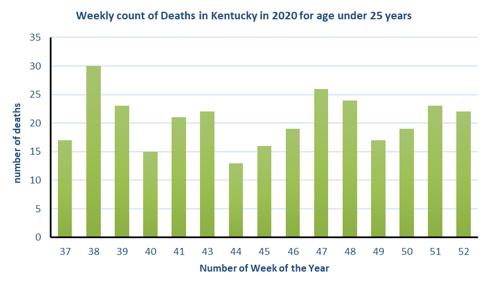 Weekly count of Deaths in Kentucky in 2020 for age under 25 years
35
30
25
20
15
10
5
0
number of deaths
37 38 39 40 41 43 44 45 46 47 48 49 50 51 52
Number of Week of the Year